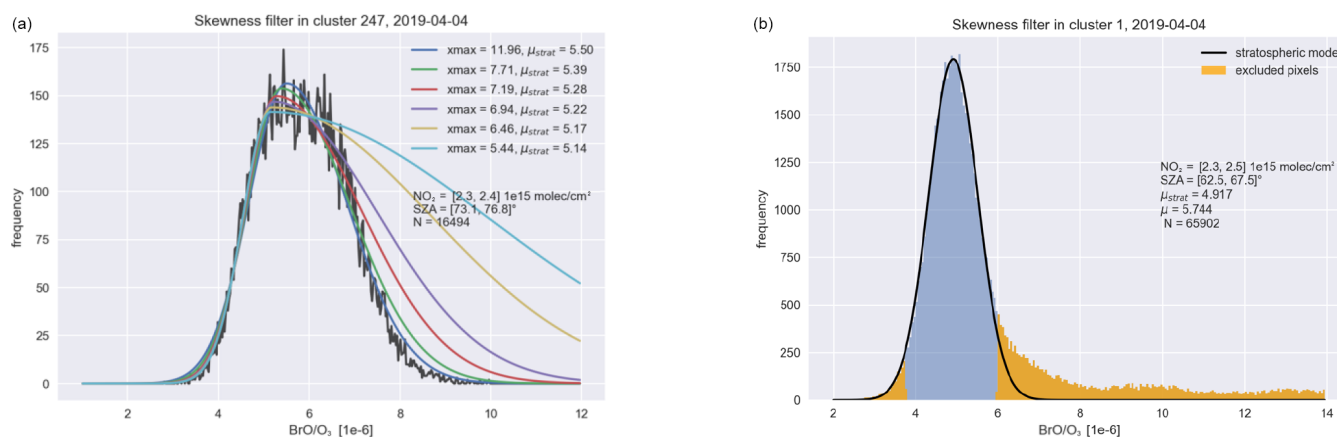 (a)
Skewness filter in cluster 247, 2019-04-04
xmax = 11.96, μstrat = 5.50
xmax = 7.71, μstrat = 5.39
xmax = 7.19, μstrat = 5.28
xmax = 6.94, μstrat = 5.22
xmax = 6.46, μstrat = 5.17
xmax = 5.44, μstrat = 5.14
NO₂ = [2.3, 2.4] 1e15 molec/cm²
SZA = [73.1, 76.8]°
N = 16494
frequency
175
150
125
100
75
50
25
0
2 4 6 8 10 12
BrO/O₃ [1e-6]
(b)
Skewness filter in cluster 1, 2019-04-04
stratospheric mode
excluded pixels
NO₂ = [2.3, 2.5] 1e15 molec/cm²
SZA = [62.5, 67.5]°
μstrat = 4.917
μ = 5.744
N = 65902
frequency
1750
1500
1250
1000
750
500
250
0
2 4 6 8 10 12 14
BrO/O₃ [1e-6]